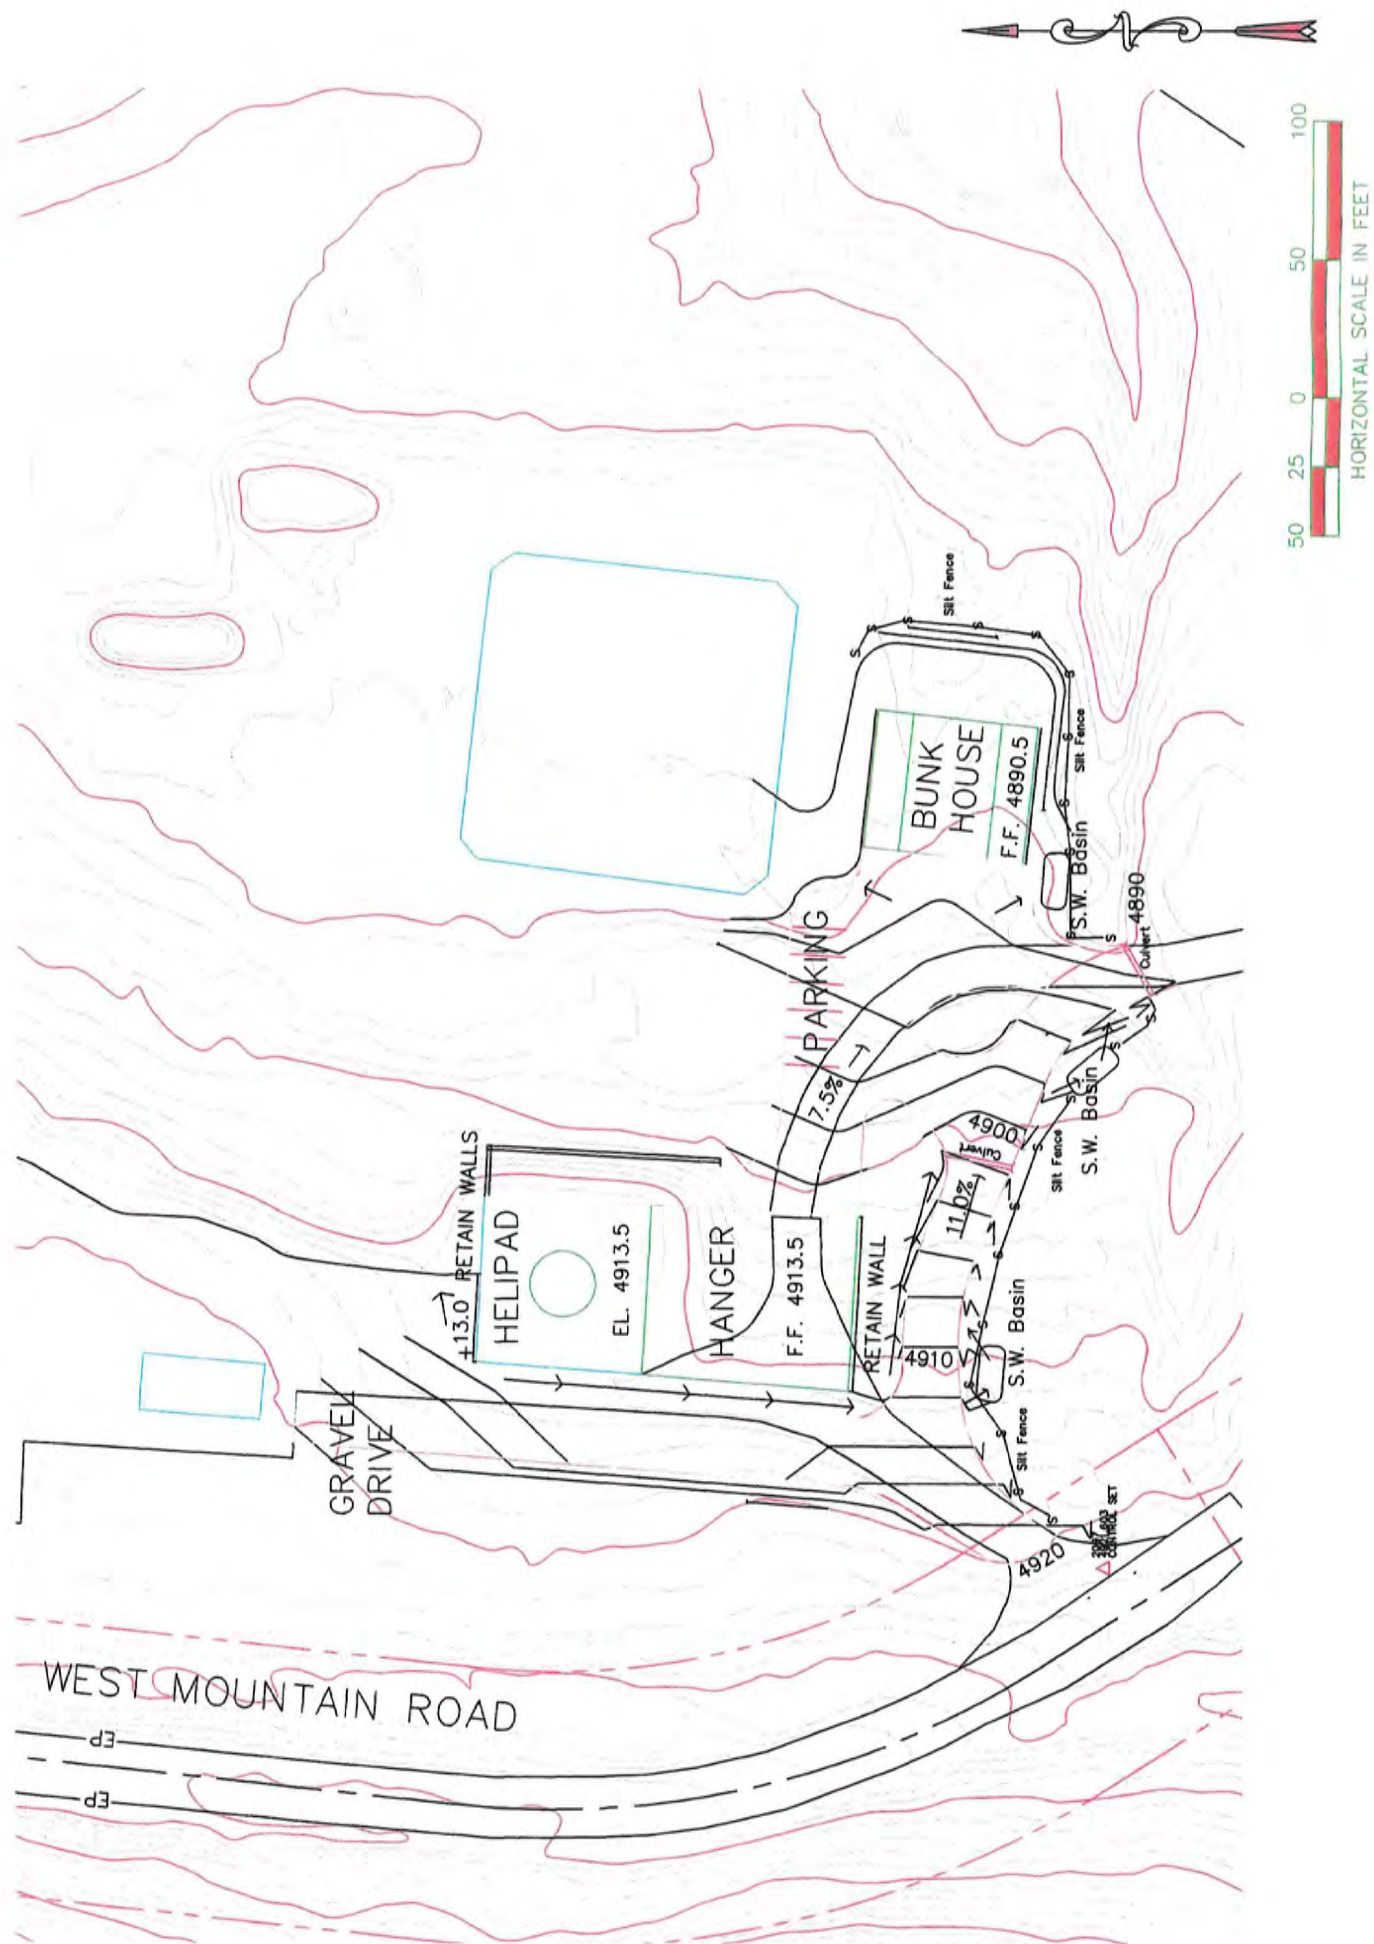 100
50
0
25
50
HORIZONTAL SCALE IN FEET
Silt Fence
BUNK
HOUSE
F.F. 4890.5
Silt Fence
S.W. Basin
4890
Culvert
PARKING
7.5%
S.W. Basin
4900
Culvert
Silt Fence
11.0%
+13.0 RETAIN WALLS
HELIPAD
EL. 4913.5
HANGER
F.F. 4913.5
RETAIN WALL
4910
S.W. Basin
Silt Fence
GRAVEL
DRIVE
4920
CONTROL SET
WEST MOUNTAIN ROAD
EP
EP